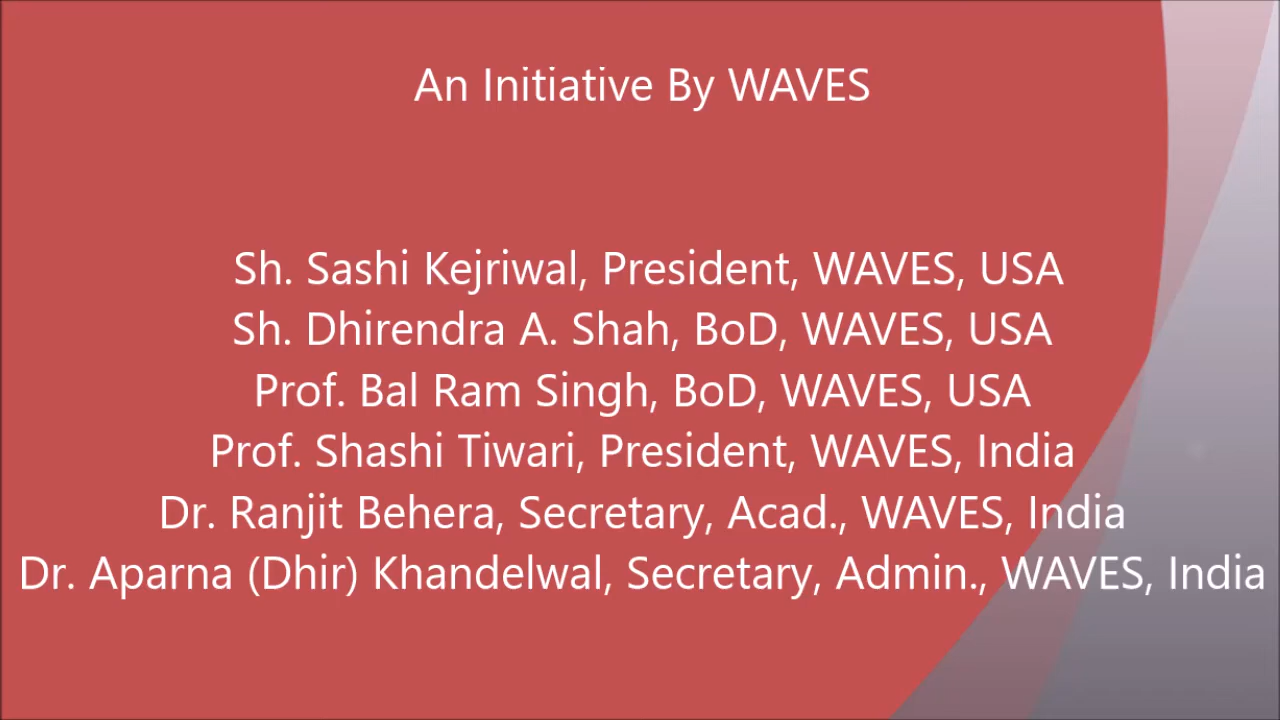 An Initiative By WAVES
Sh. Sashi Kejriwal, President, WAVES, USA
Sh. Dhirendra A. Shah, BoD, WAVES, USA
Prof. Bal Ram Singh, BoD, WAVES, USA
Prof. Shashi Tiwari, President, WAVES, India
Dr. Ranjit Behera, Secretary, Acad., WAVES, India
Dr. Aparna (Dhir) Khandelwal, Secretary, Admin., WAVES, India